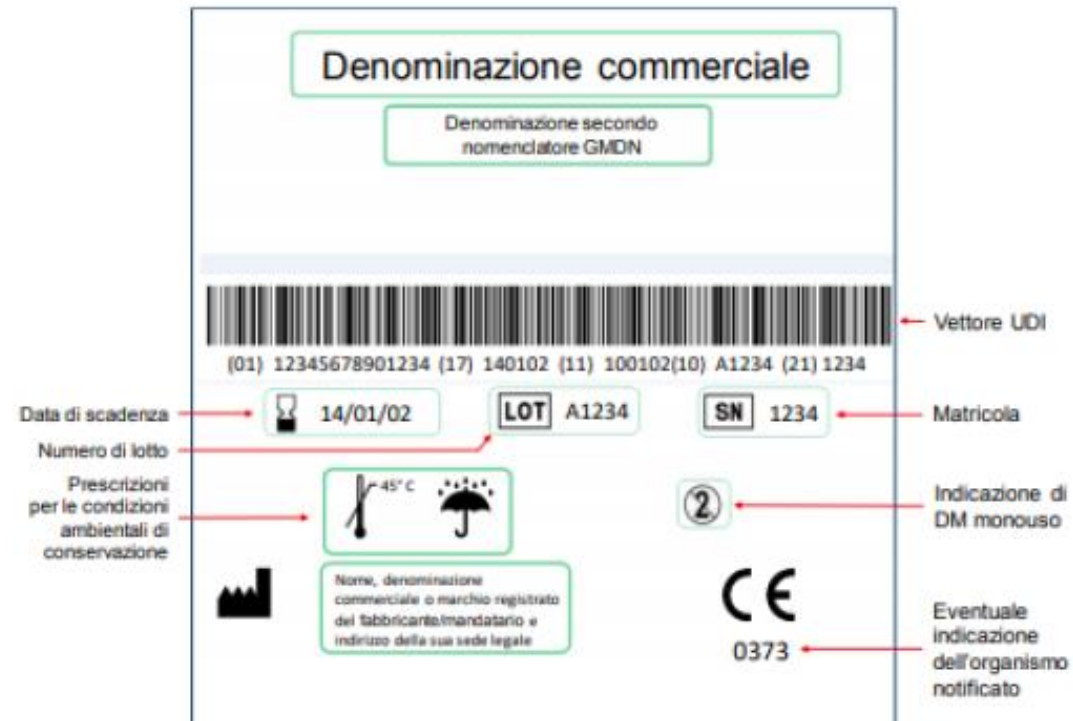 Denominazione commerciale
Denominazione secondo
nomenclatore GMDN
Vettore UDI
(01) 12345678901234 (17) 140102 (11) 100102(10) A1234 (21) 1234
Data di scadenza
14/01/02
LOT A1234
SN 1234
Matricola
Numero di lotto
Prescrizioni
per le condizioni
ambientali di
conservazione
45° C
2
Indicazione di
DM monouso
Nome, denominazione
commerciale o marchio registrato
del fabbricante/mandatario e
indirizzo della sua sede legale
CE
0373
Eventuale
indicazione
dell'organismo
notificato